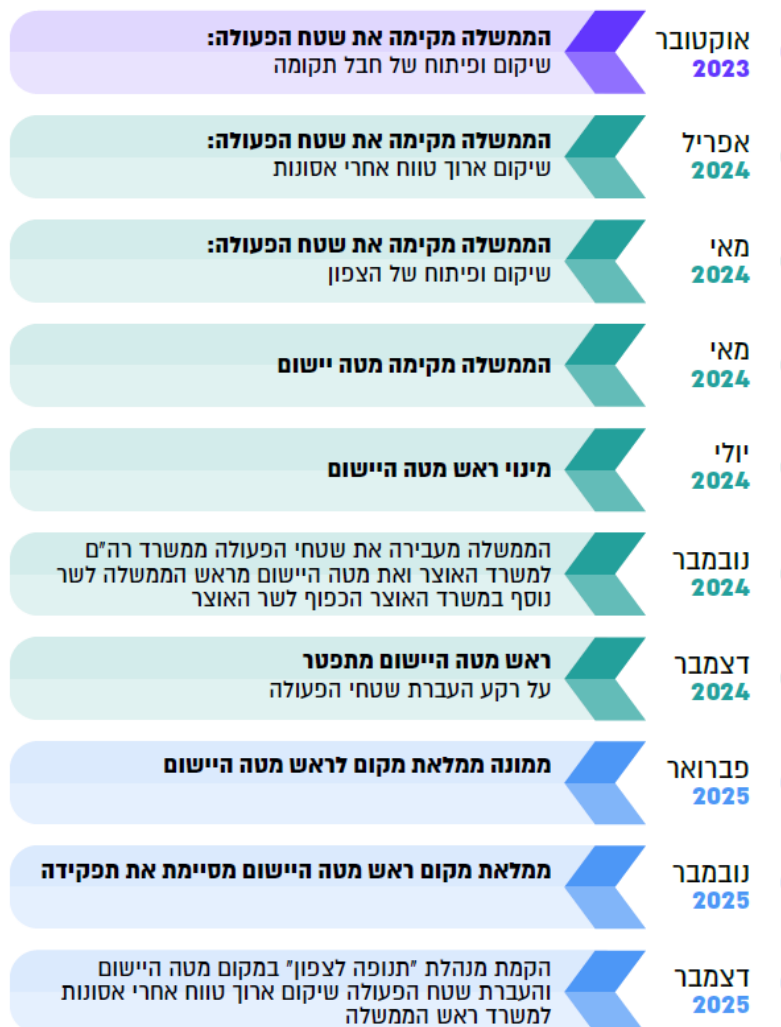 אוקטובר
2023
הממשלה מקימה את שטח הפעולה:
שיקום ופיתוח של חבל תקומה
אפריל
2024
הממשלה מקימה את שטח הפעולה:
שיקום ארוך טווח אחרי אסונות
מאי
2024
הממשלה מקימה את שטח הפעולה:
שיקום ופיתוח של הצפון
מאי
2024
הממשלה מקימה מטה יישום
יולי
2024
מינוי ראש מטה היישום
נובמבר
2024
הממשלה מעבירה את שטחי הפעולה ממשרד רה"ם
למשרד האוצר ואת מטה היישום מראש הממשלה לשר
נוסף במשרד האוצר הכפוף לשר האוצר
דצמבר
2024
ראש מטה היישום מתפטר
על רקע העברת שטחי הפעולה
פברואר
2025
ממונה ממלאת מקום לראש מטה היישום
נובמבר
2025
ממלאת מקום ראש מטה היישום מסיימת את תפקידה
דצמבר
2025
הקמת מנהלת "תנופה לצפון" במקום מטה היישום
והעברת שטח הפעולה שיקום ארוך טווח אחרי אסונות
למשרד ראש הממשלה